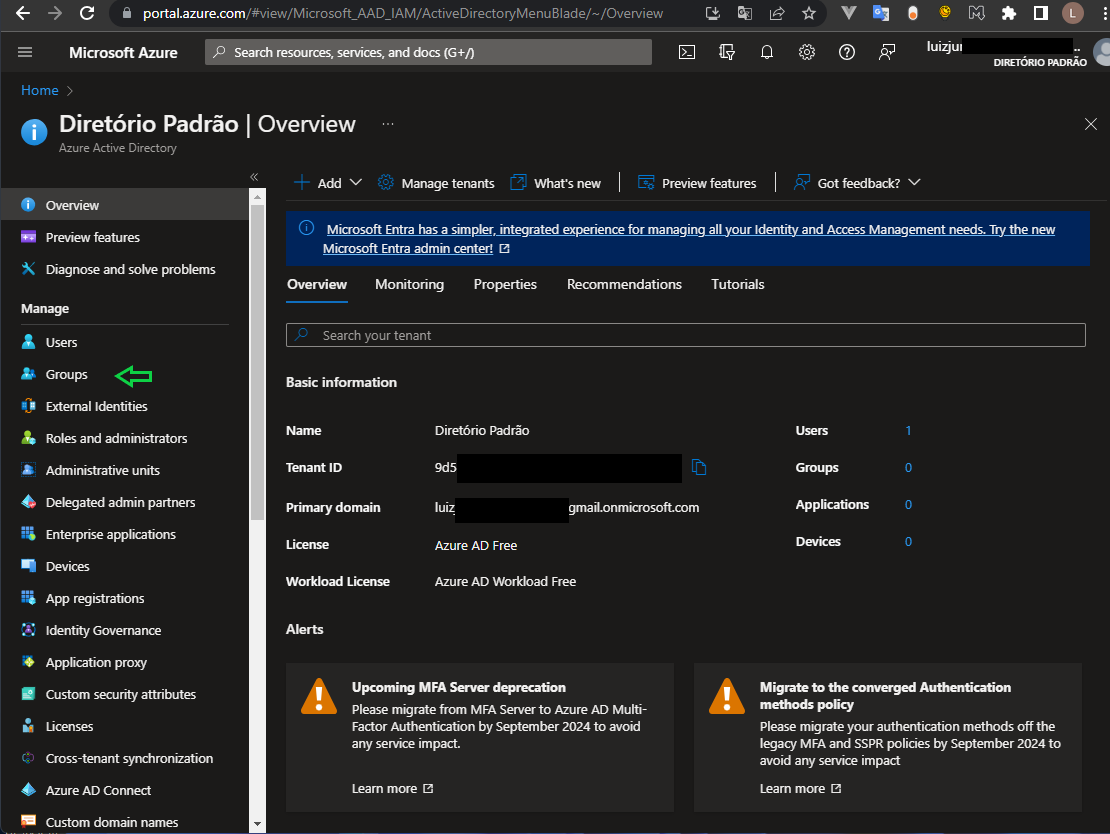 portal.azure.com/#view/Microsoft_AAD_IAM/ActiveDirectoryMenuBlade/~/Overview
L
Microsoft Azure
Search resources, services, and docs (G+/)
luizjur
..
DIRETÓRIO PADRÃO
Home >
Diretório Padrão | Overview ...
Azure Active Directory
«
Overview
Preview features
Diagnose and solve problems
Manage
Users
Groups
External Identities
Roles and administrators
Administrative units
Delegated admin partners
Enterprise applications
Devices
App registrations
Identity Governance
Application proxy
Custom security attributes
Licenses
Cross-tenant synchronization
Azure AD Connect
Custom domain names
Add
Manage tenants
What's new
Preview features
Got feedback?
Microsoft Entra has a simpler, integrated experience for managing all your Identity and Access Management needs. Try the new
Microsoft Entra admin center!
Overview
Monitoring
Properties
Recommendations
Tutorials
Search your tenant
Basic information
Name
Diretório Padrão
Users
1
Tenant ID
9d5
Groups
0
Primary domain
luizj
gmail.onmicrosoft.com
Applications
0
License
Azure AD Free
Devices
0
Workload License
Azure AD Workload Free
Alerts
Upcoming MFA Server deprecation
Please migrate from MFA Server to Azure AD Multi-
Factor Authentication by September 2024 to avoid
any service impact.
Learn more
Migrate to the converged Authentication
methods policy
Please migrate your authentication methods off the
legacy MFA and SSPR policies by September 2024 to
avoid any service impact
Learn more